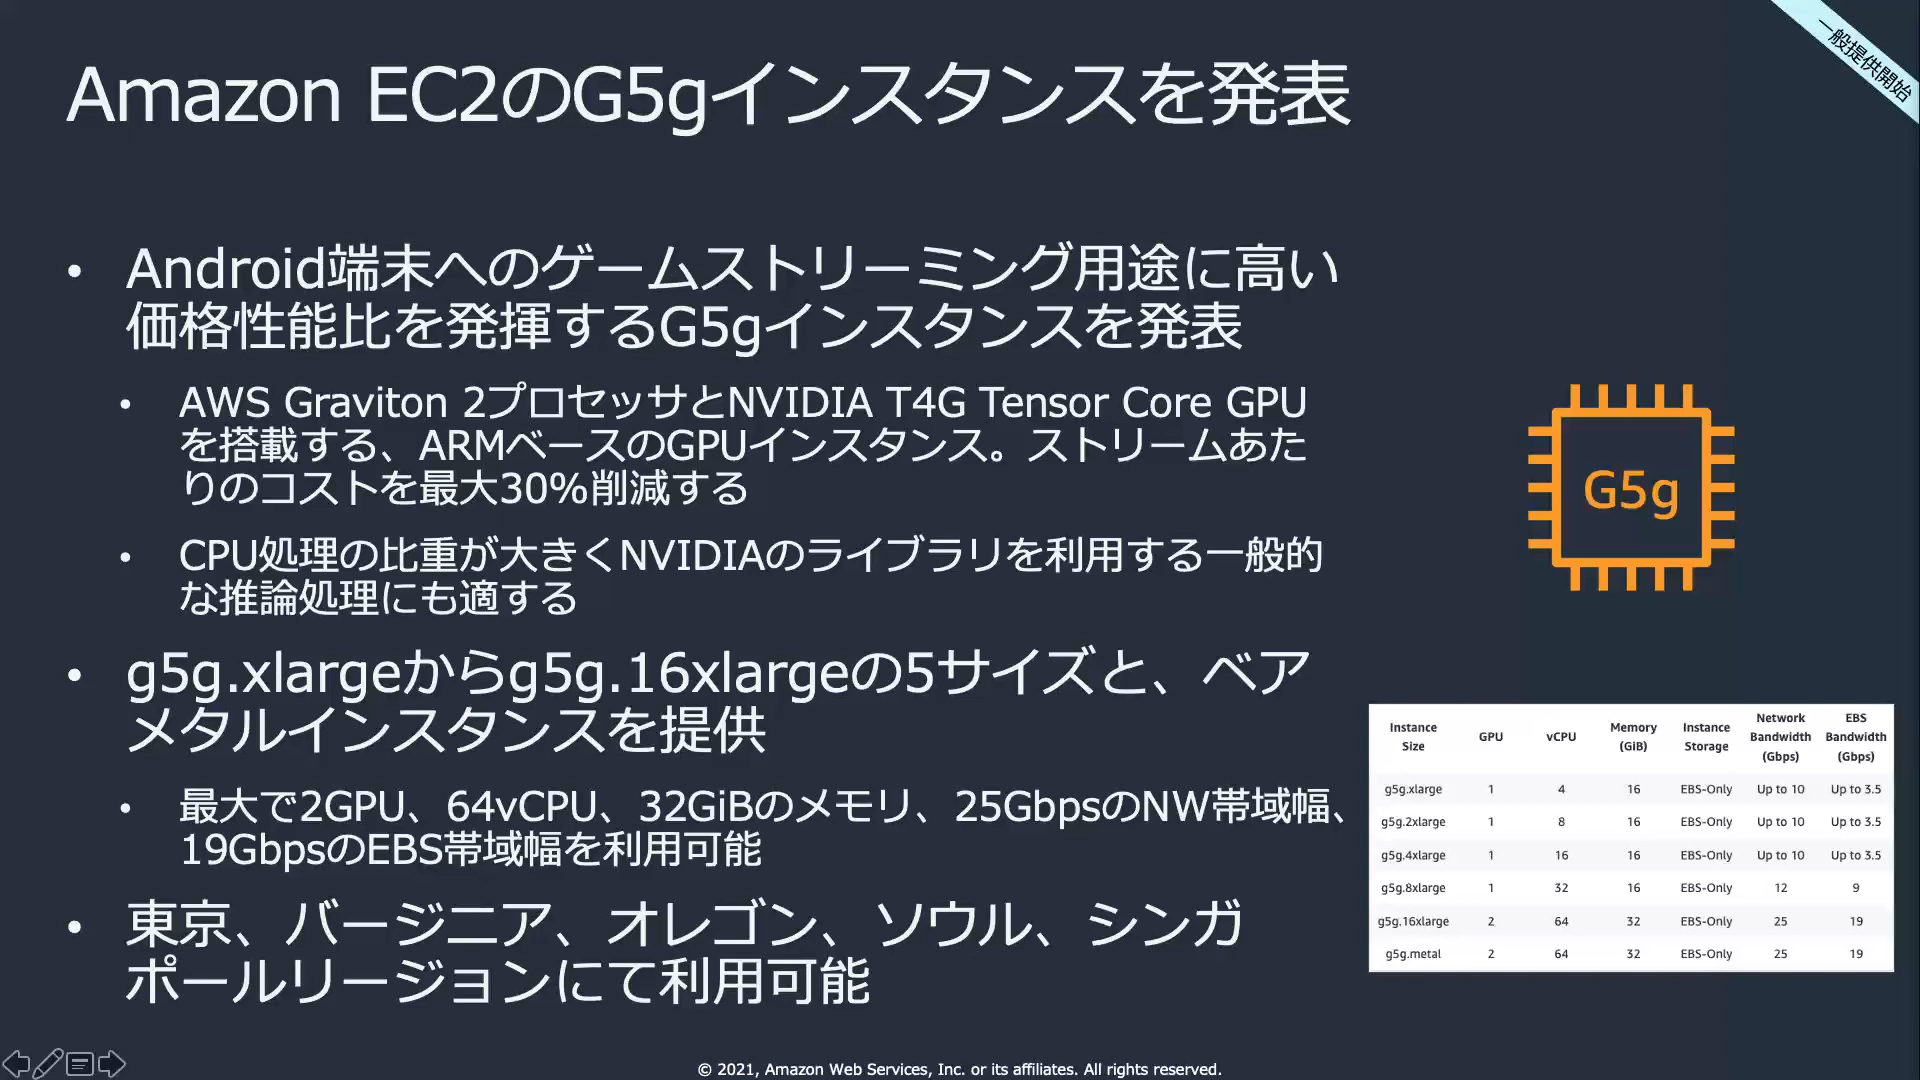 一般提供開始
Amazon EC2のG5gインスタンスを発表
• Android端末へのゲームストリーミング用途に高い
価格性能比を発揮するG5gインスタンスを発表
• AWS Graviton 2プロセッサとNVIDIA T4G Tensor Core GPU
を搭載する、ARMベースのGPUインスタンス。ストリームあた
りのコストを最大30%削減する
• CPU処理の比重が大きくNVIDIAのライブラリを利用する一般的
な推論処理にも適する
• g5g.xlargeからg5g.16xlargeの5サイズと、ベア
メタルインスタンスを提供
• 最大で2GPU、64vCPU、32GiBのメモリ、25GbpsのNW帯域幅、
19GbpsのEBS帯域幅を利用可能
• 東京、バージニア、オレゴン、ソウル、シンガ
ポールリージョンにて利用可能
G5g
Instance Size GPU vCPU Memory (GiB) Instance Storage Network Bandwidth (Gbps) EBS Bandwidth (Gbps)
g5g.xlarge 1 4 16 EBS-Only Up to 10 Up to 3.5
g5g.2xlarge 1 8 16 EBS-Only Up to 10 Up to 3.5
g5g.4xlarge 1 16 16 EBS-Only Up to 10 Up to 3.5
g5g.8xlarge 1 32 16 EBS-Only 12 9
g5g.16xlarge 2 64 32 EBS-Only 25 19
g5g.metal 2 64 32 EBS-Only 25 19
© 2021, Amazon Web Services, Inc. or its affiliates. All rights reserved.